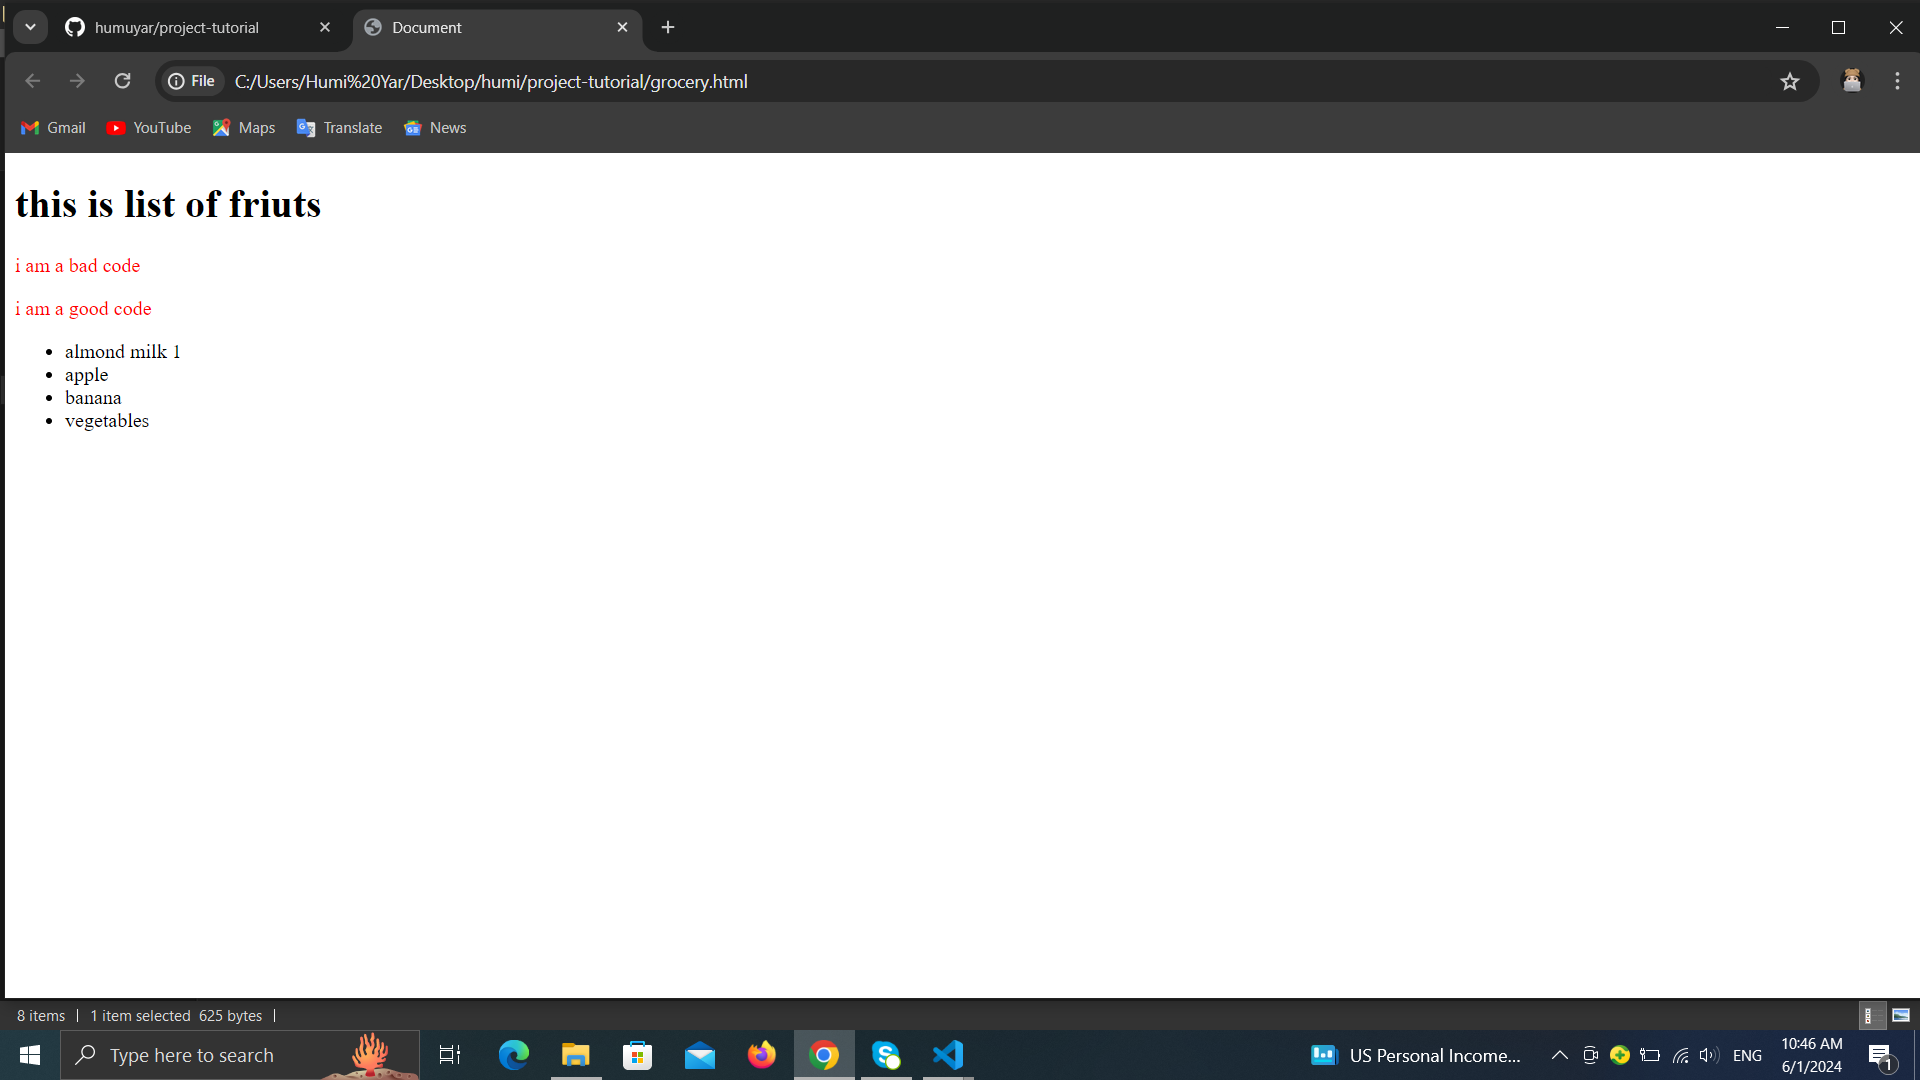 humuyar/project-tutorial
Document
File
C:/Users/Humi%20Yar/Desktop/humi/project-tutorial/grocery.html
Gmail
YouTube
Maps
Translate
News
this is list of friuts
i am a bad code
i am a good code
almond milk 1
apple
banana
vegetables
8 items
1 item selected 625 bytes
Type here to search
US Personal Income...
ENG
10:46 AM
6/1/2024
1